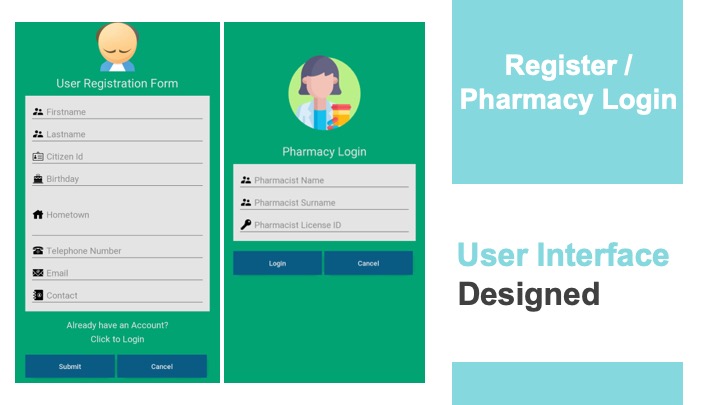 User Registration Form
Firstname
Lastname
Citizen Id
Birthday
Hometown
Telephone Number
Email
Contact
Already have an Account?
Click to Login
Submit
Cancel
Pharmacy Login
Pharmacist Name
Pharmacist Surname
Pharmacist License ID
Login
Cancel
Register /
Pharmacy Login
User Interface
Designed